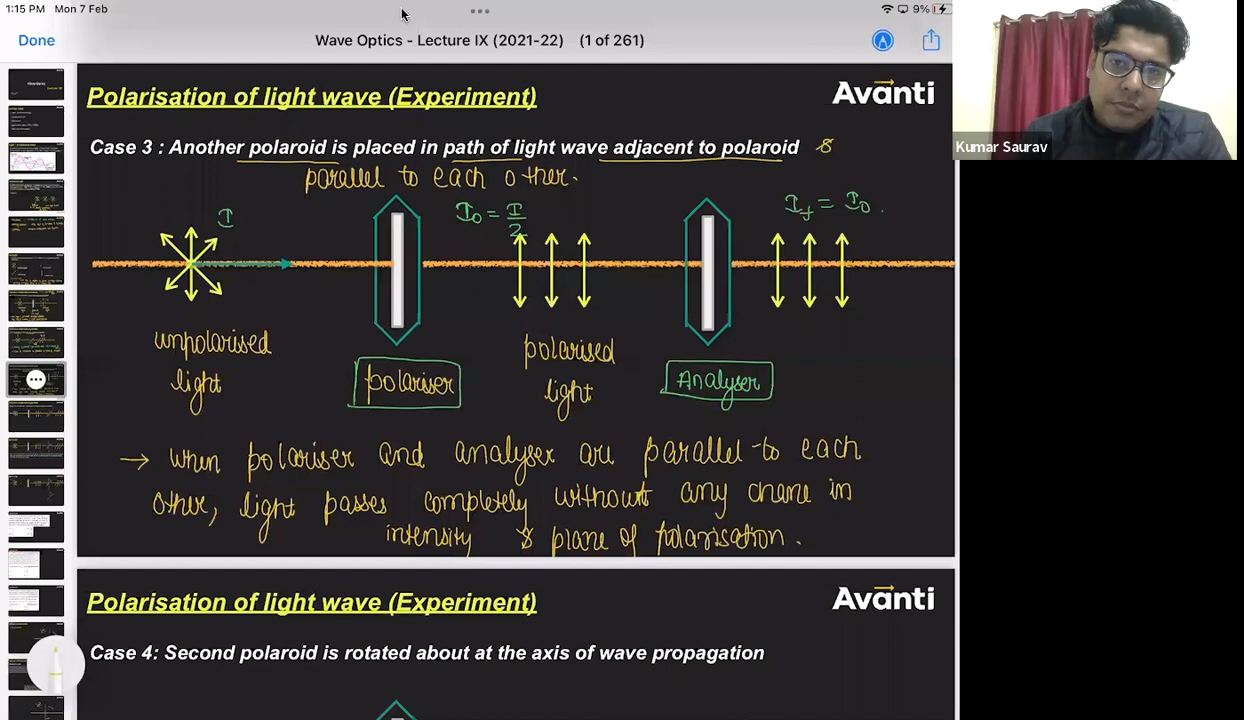 1:15 PM Mon 7 Feb
9%
Done
Wave Optics - Lecture IX (2021-22) (1 of 261)
Polarisation of light wave (Experiment)
Avanti
Case 3 : Another polaroid is placed in path of light wave adjacent to polaroid &
parallel to each other.
I
I0 = I/2
If = I0.
unpolarised
light
polariser
polarised
light
Analyser
→ when polariser and analyser are parallel to each
other, light passes completely without any chane in
intensity & plane of polarisation.
Polarisation of light wave (Experiment)
Avanti
Case 4: Second polaroid is rotated about at the axis of wave propagation
Kumar Saurav